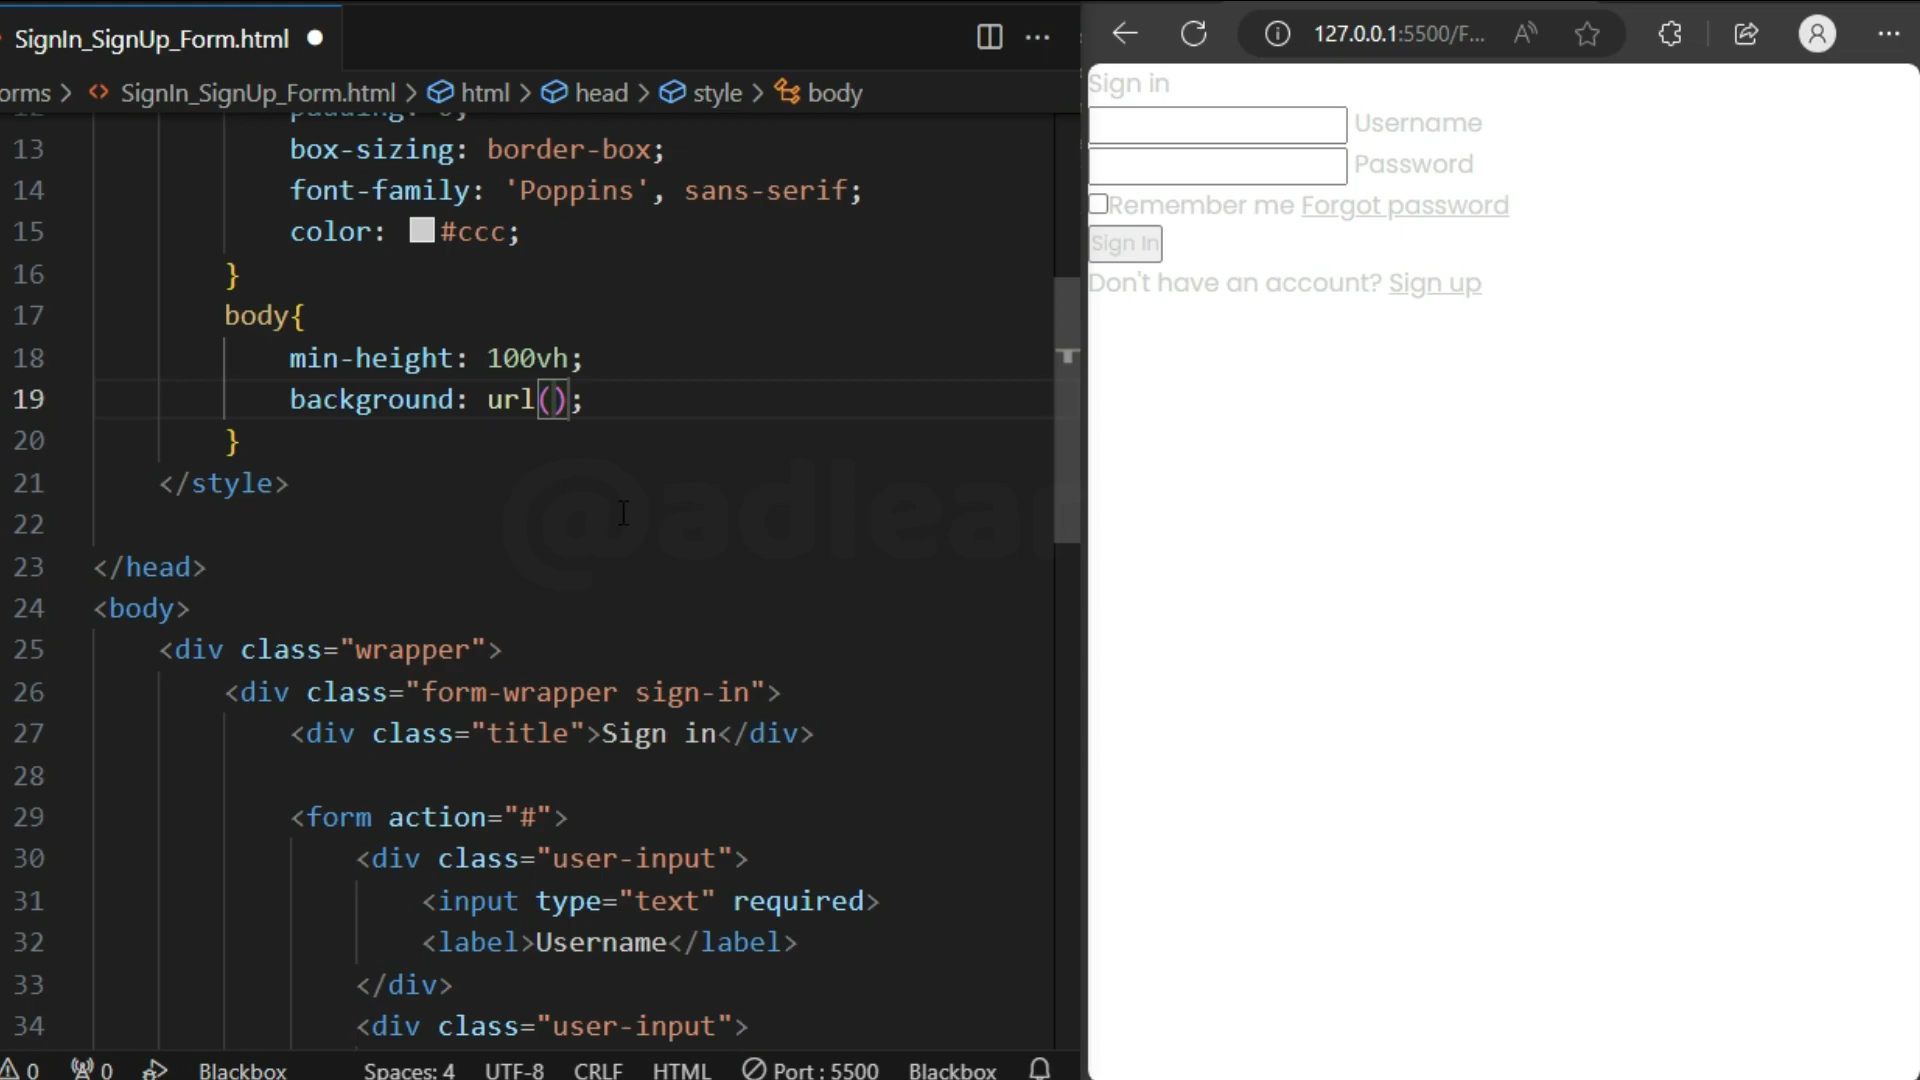 SignIn_SignUp_Form.html
orms > SignIn_SignUp_Form.html > html > head > style > body
13 box-sizing: border-box;
14 font-family: 'Poppins', sans-serif;
15 color: #ccc;
16 }
17 body{
18 min-height: 100vh;
19 background: url();
20 }
21 </style>
22
23 </head>
24 <body>
25 <div class="wrapper">
26 <div class="form-wrapper sign-in">
27 <div class="title">Sign in</div>
28
29 <form action="#">
30 <div class="user-input">
31 <input type="text" required>
32 <label>Username</label>
33 </div>
34 <div class="user-input">
0 0 Blackbox Spaces: 4 UTF-8 CRLF HTML Port : 5500 Blackbox
@adlear
127.0.0.1:5500/F...
Sign in
Username
Password
Remember me Forgot password
Sign In
Don't have an account? Sign up